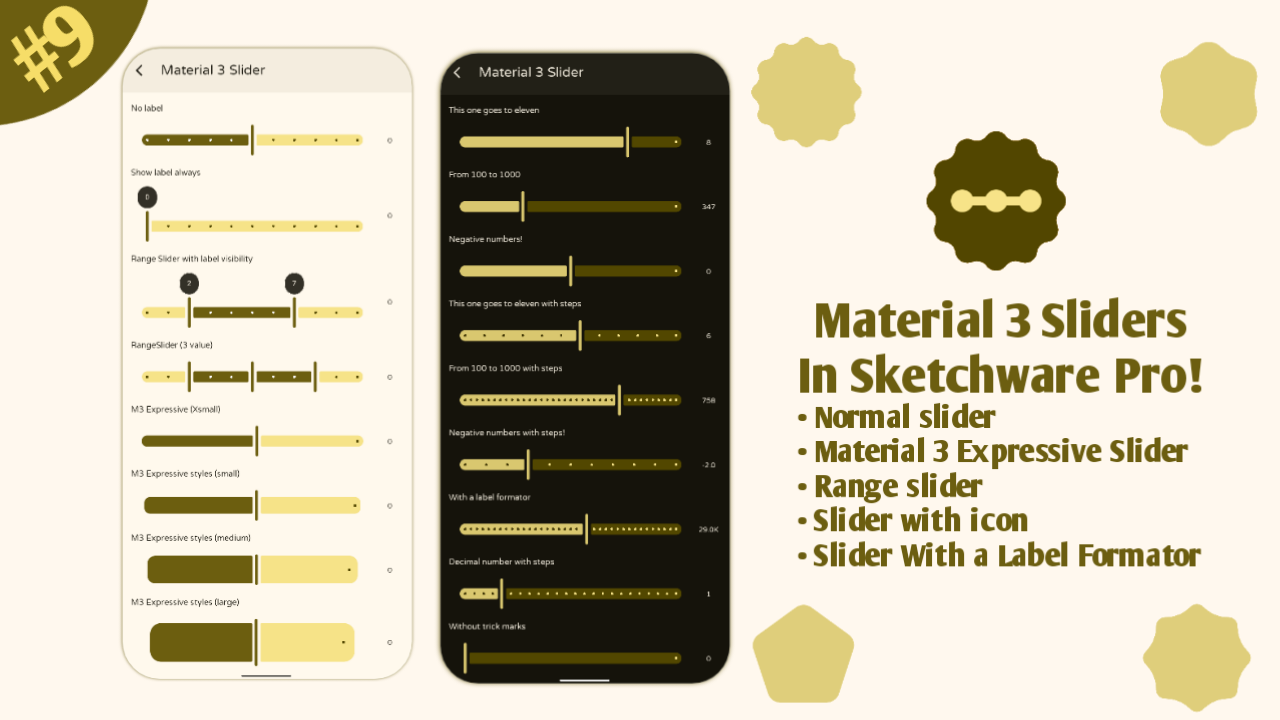 #9
Material 3 Slider
No label
0
Show label always
0
0
Range Slider with label visibility
2
7
0
RangeSlider (3 value)
0
M3 Expressive (Xsmall)
0
M3 Expressive styles (small)
0
M3 Expressive styles (medium)
0
M3 Expressive styles (large)
0
Material 3 Slider
This one goes to eleven
8
From 100 to 1000
347
Negative numbers!
0
This one goes to eleven with steps
6
From 100 to 1000 with steps
758
Negative numbers with steps!
-2.0
With a label formator
29.0K
Decimal number with steps
1
Without trick marks
0
Material 3 Sliders
In Sketchware Pro!
• Normal slider
• Material 3 Expressive Slider
• Range slider
• Slider with icon
• Slider With a Label Formator